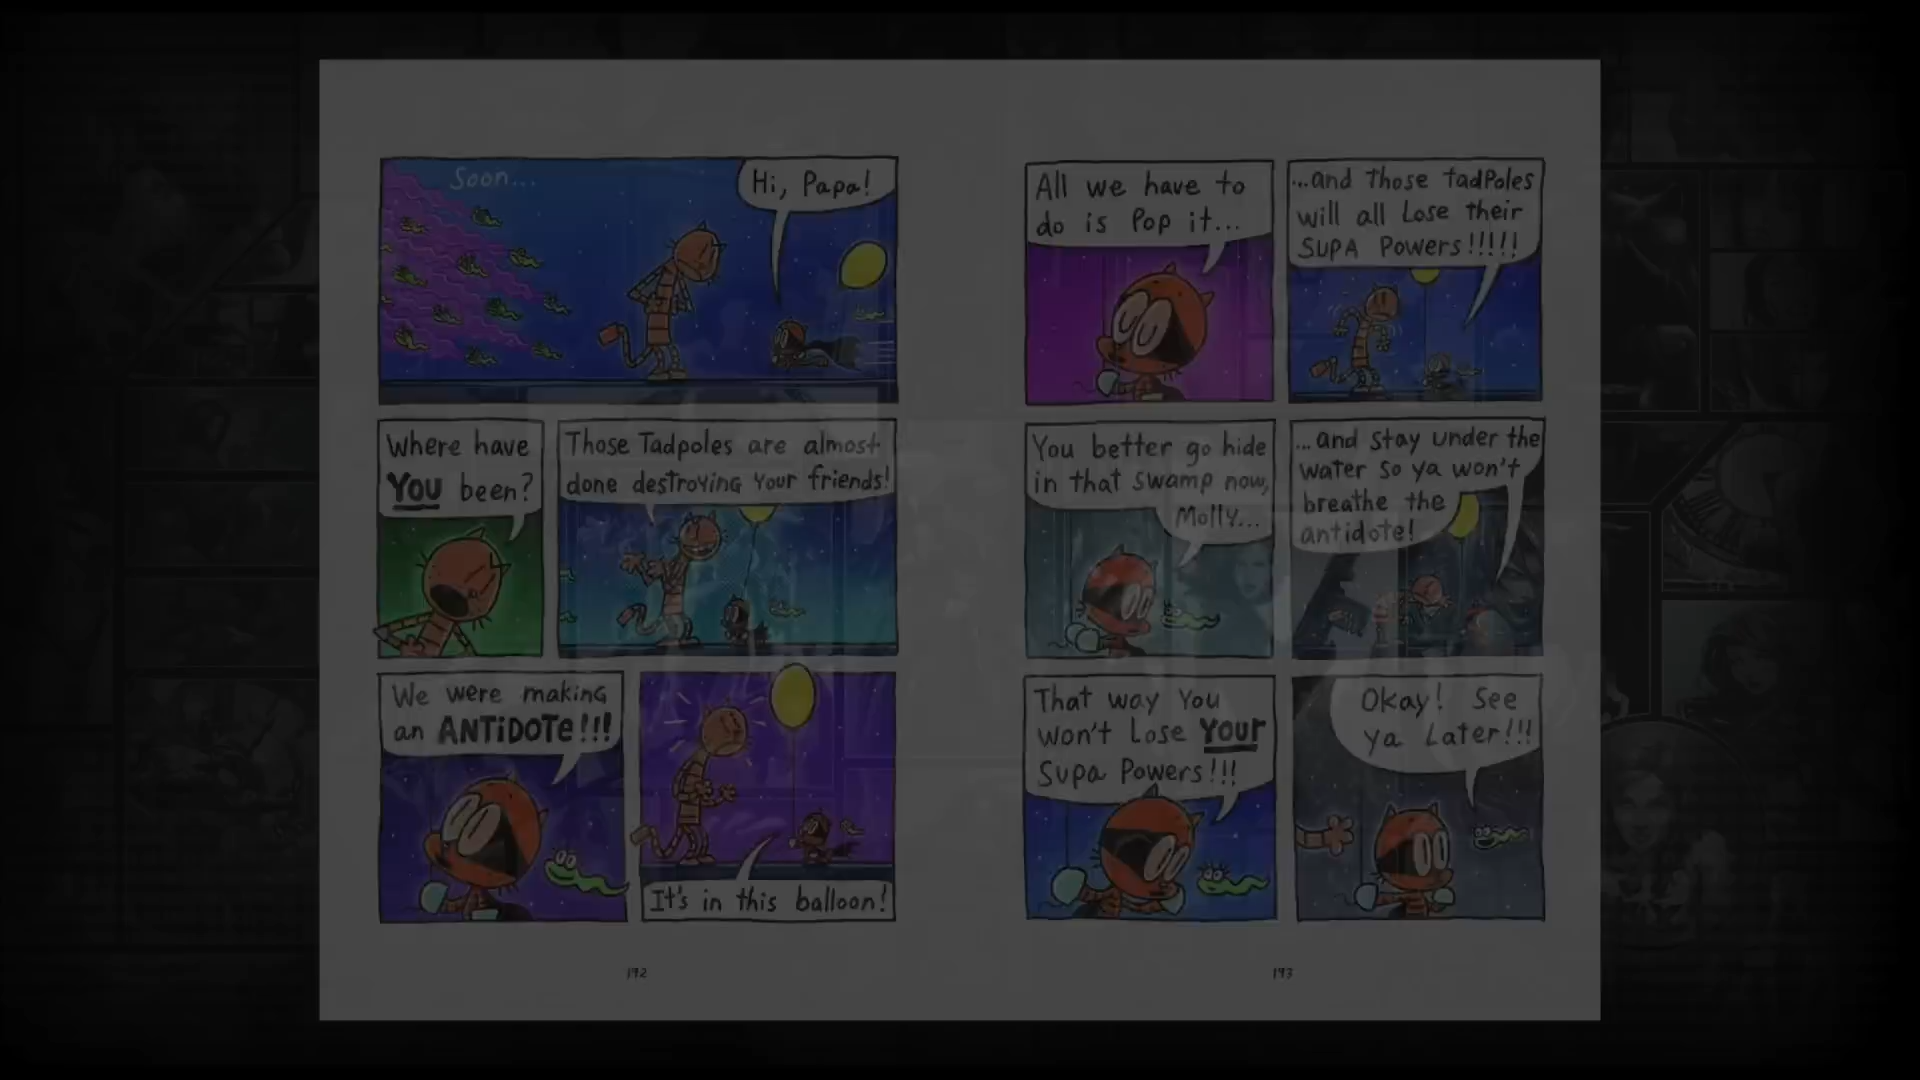 Soon...
Hi, Papa!
Where have
You been?
Those Tadpoles are almost
done destroying your friends!
We were making
an ANTiDOTE!!!
It's in this balloon!
192
All we have to
do is Pop it...
...and those tadPoles
will all Lose their
SUPA Powers!!!!!
You better go hide
in that swamp now,
Molly...
...and stay under the
water so ya won't
breathe the
antidote!
That way You
won't Lose Your
Supa Powers!!!
Okay! See
ya Later!!!
193